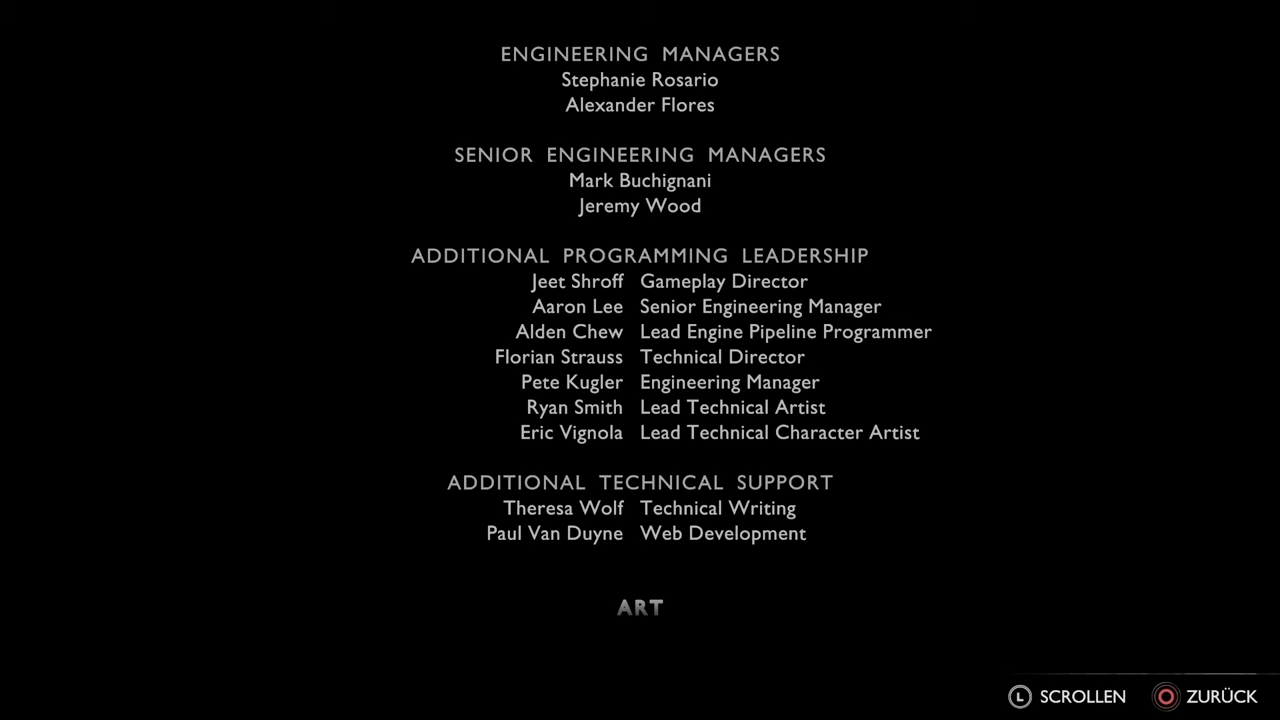 ENGINEERING MANAGERS
Stephanie Rosario
Alexander Flores
SENIOR ENGINEERING MANAGERS
Mark Buchignani
Jeremy Wood
ADDITIONAL PROGRAMMING LEADERSHIP
Jeet Shroff Gameplay Director
Aaron Lee Senior Engineering Manager
Alden Chew Lead Engine Pipeline Programmer
Florian Strauss Technical Director
Pete Kugler Engineering Manager
Ryan Smith Lead Technical Artist
Eric Vignola Lead Technical Character Artist
ADDITIONAL TECHNICAL SUPPORT
Theresa Wolf Technical Writing
Paul Van Duyne Web Development
ART
L SCROLLEN ZURÜCK